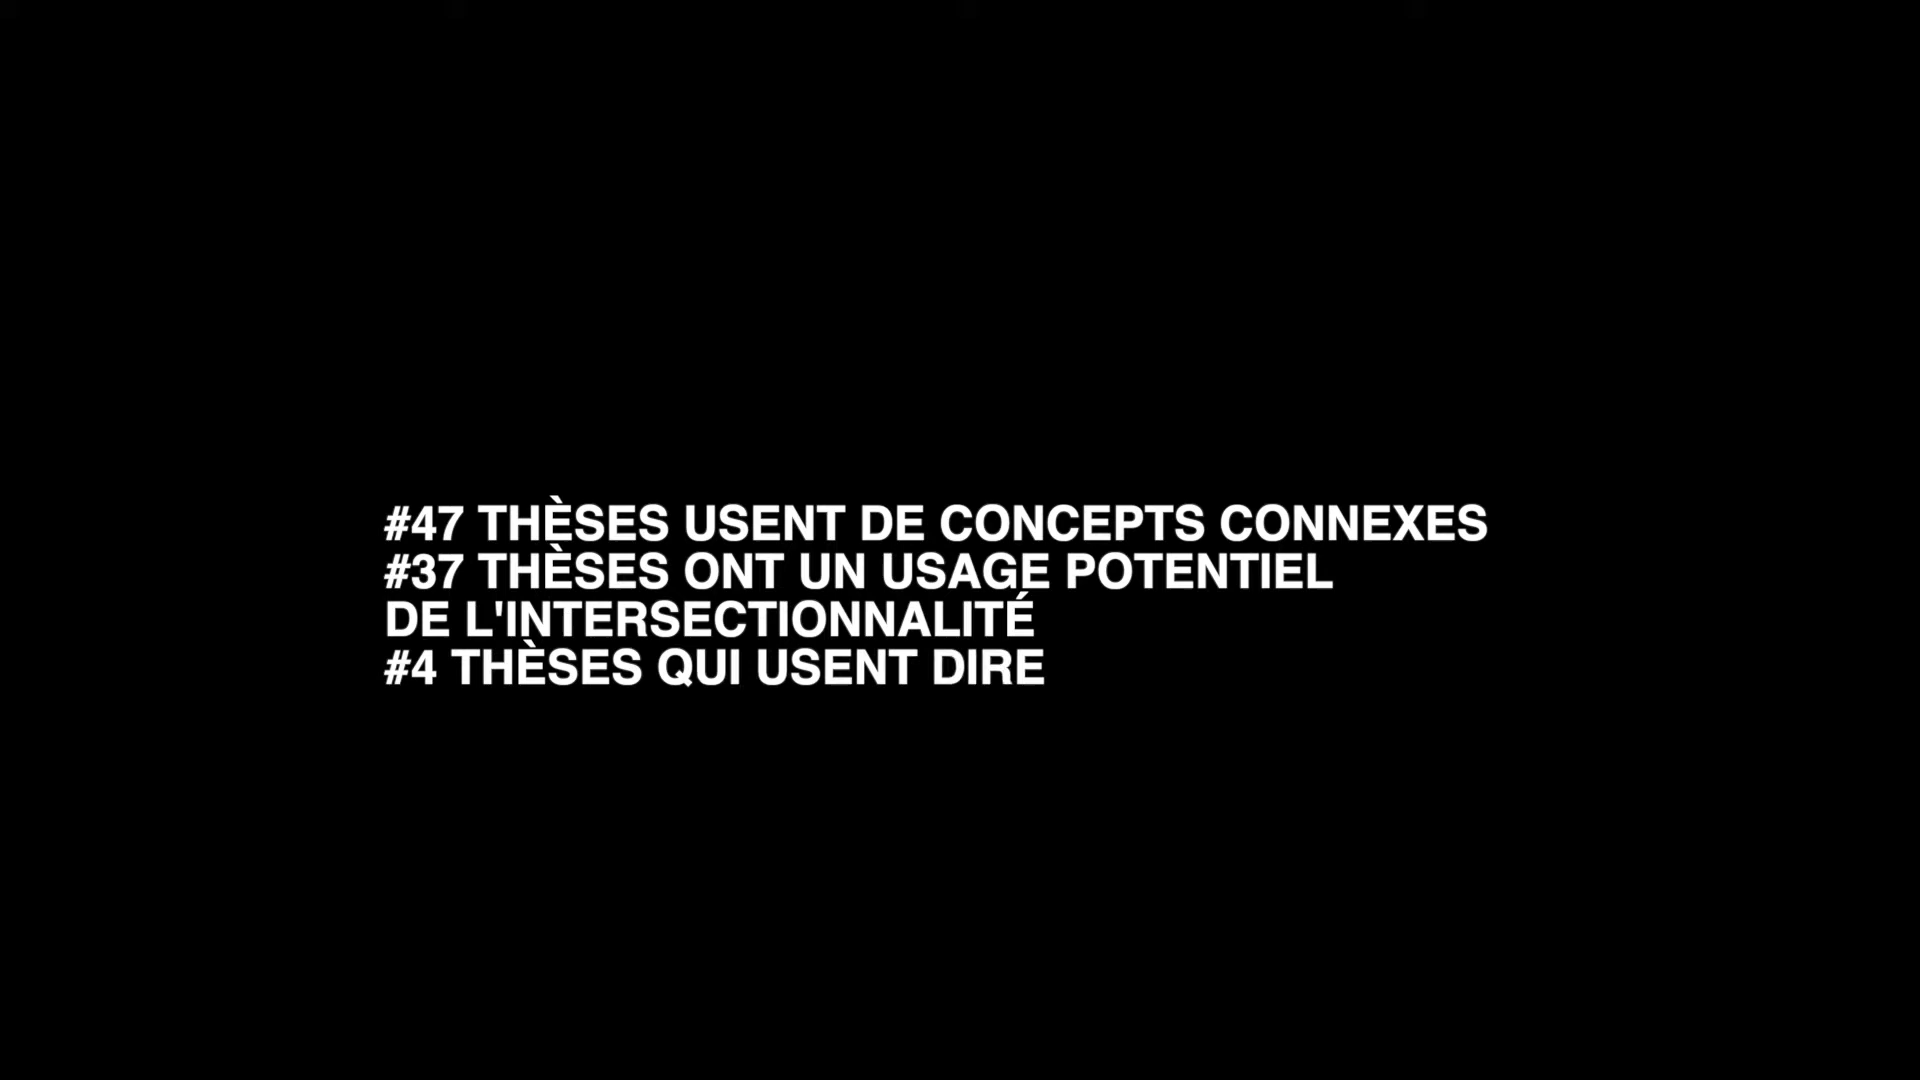 #47 THÈSES USENT DE CONCEPTS CONNEXES
#37 THÈSES ONT UN USAGE POTENTIEL
DE L'INTERSECTIONNALITÉ
#4 THÈSES QUI USENT DIRE